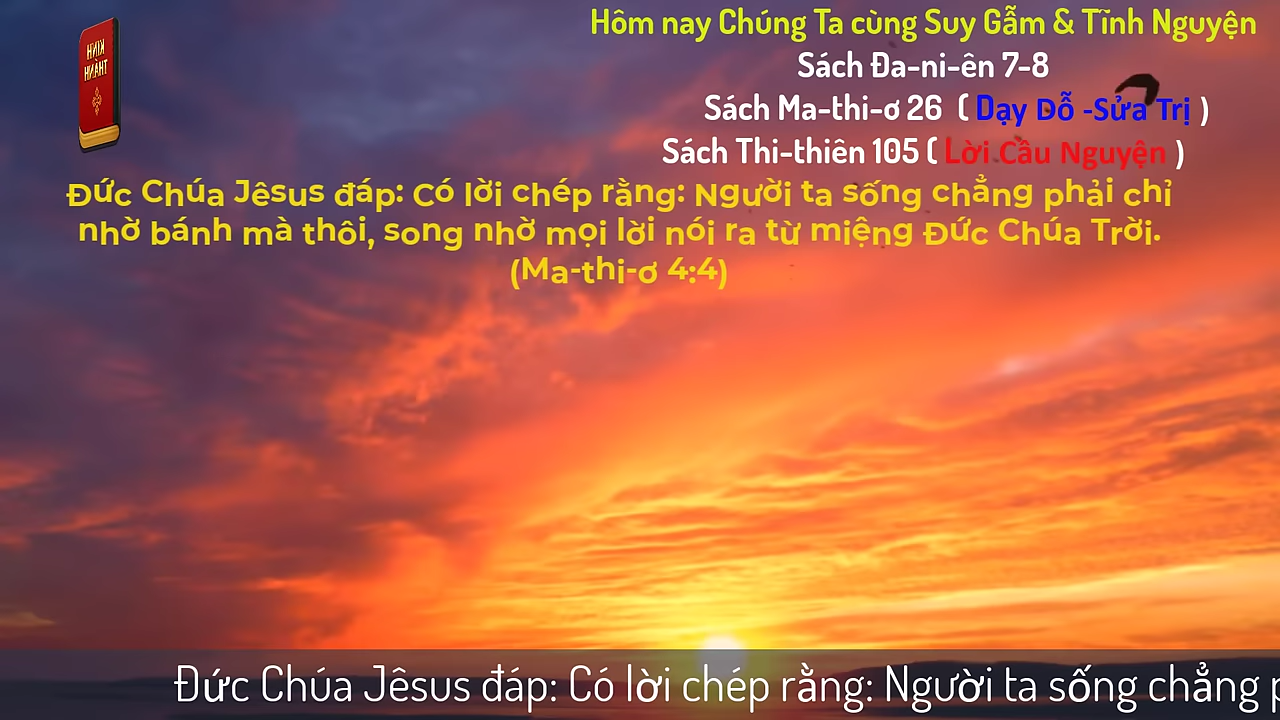 KINH
THÁNH
Hôm nay Chúng Ta cùng Suy Gẫm & Tĩnh Nguyện
Sách Đa-ni-ên 7-8
Sách Ma-thi-ơ 26 ( Dạy Dỗ -Sửa Trị )
Sách Thi-thiên 105 ( Lời Cầu Nguyện )
Đức Chúa Jêsus đáp: Có lời chép rằng: Người ta sống chẳng phải chỉ
nhờ bánh mà thôi, song nhờ mọi lời nói ra từ miệng Đức Chúa Trời.
(Ma-thi-ơ 4:4)
Đức Chúa Jêsus đáp: Có lời chép rằng: Người ta sống chẳng p